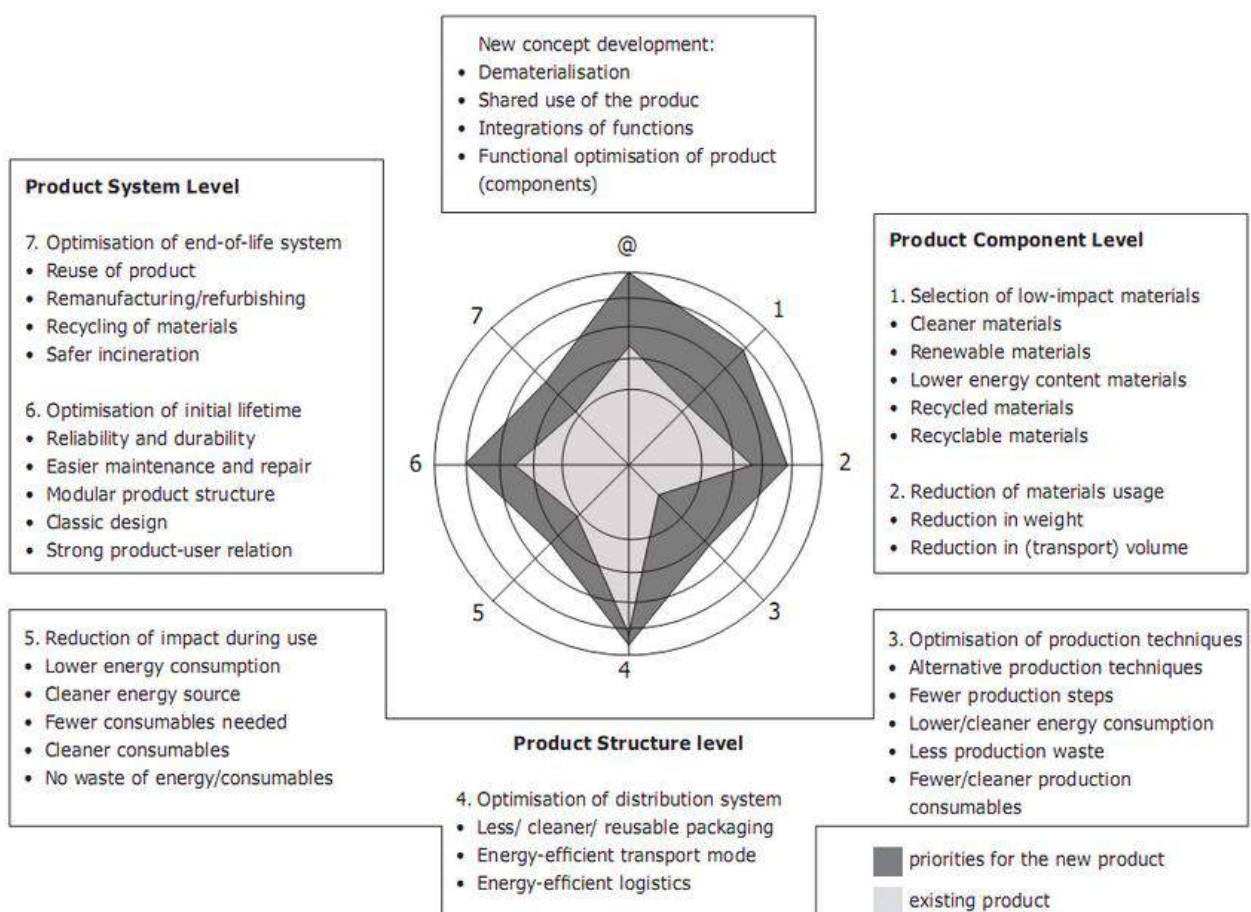 New concept development:
• Dematerialisation
• Shared use of the produc
• Integrations of functions
• Functional optimisation of product
(components)
Product System Level
7. Optimisation of end-of-life system
• Reuse of product
• Remanufacturing/refurbishing
• Recycling of materials
• Safer incineration
6. Optimisation of initial lifetime
• Reliability and durability
• Easier maintenance and repair
• Modular product structure
• Classic design
• Strong product-user relation
@
1
2
3
4
5
6
7
Product Component Level
1. Selection of low-impact materials
• Cleaner materials
• Renewable materials
• Lower energy content materials
• Recycled materials
• Recyclable materials
2. Reduction of materials usage
• Reduction in weight
• Reduction in (transport) volume
5. Reduction of impact during use
• Lower energy consumption
• Cleaner energy source
• Fewer consumables needed
• Cleaner consumables
• No waste of energy/consumables
Product Structure level
4. Optimisation of distribution system
• Less/ cleaner/ reusable packaging
• Energy-efficient transport mode
• Energy-efficient logistics
3. Optimisation of production techniques
• Alternative production techniques
• Fewer production steps
• Lower/cleaner energy consumption
• Less production waste
• Fewer/cleaner production
consumables
priorities for the new product
existing product